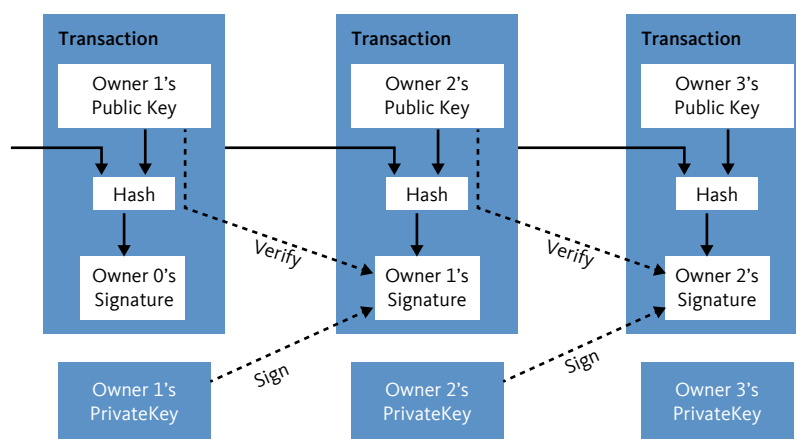 Transaction
Transaction
Transaction
Owner 1's
Public Key
Owner 2's
Public Key
Owner 3's
Public Key
Hash
Hash
Hash
Verify
Verify
Owner 0's
Signature
Owner 1's
Signature
Owner 2's
Signature
Sign
Sign
Owner 1's
PrivateKey
Owner 2's
PrivateKey
Owner 3's
PrivateKey